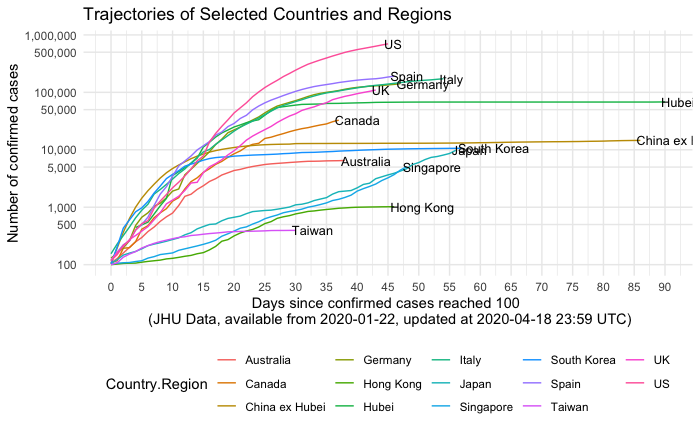 Trajectories of Selected Countries and Regions
Number of confirmed cases
1,000,000
500,000
100,000
50,000
10,000
5,000
1,000
500
100
US
Spain
Italy
Germany
UK
Hubei
Canada
China ex
South Korea
Japan
Australia
Singapore
Hong Kong
Taiwan
0 5 10 15 20 25 30 35 40 45 50 55 60 65 70 75 80 85 90
Days since confirmed cases reached 100
(JHU Data, available from 2020-01-22, updated at 2020-04-18 23:59 UTC)
Country.Region
Australia Germany Italy South Korea UK
Canada Hong Kong Japan Spain US
China ex Hubei Hubei Singapore Taiwan